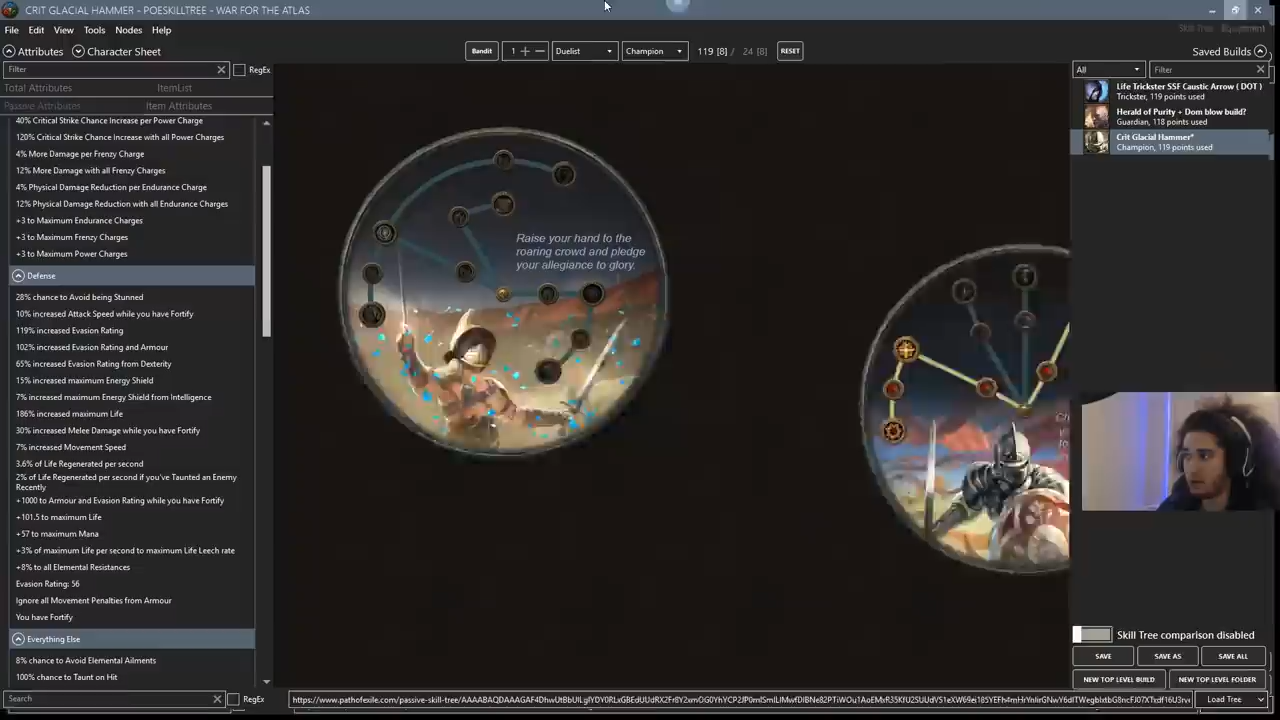 CRIT GLACIAL HAMMER - POESKILLTREE - WAR FOR THE ATLAS
File Edit View Tools Nodes Help
Skill Tree Equipment
Attributes Character Sheet
Bandit 1 Duelist Champion 119 [8] / 24 [8] RESET
Saved Builds
Filter RegEx
All Filter
Total Attributes ItemList
Passive Attributes Item Attributes
40% Critical Strike Chance Increase per Power Charge
120% Critical Strike Chance Increase with all Power Charges
4% More Damage per Frenzy Charge
12% More Damage with all Frenzy Charges
4% Physical Damage Reduction per Endurance Charge
12% Physical Damage Reduction with all Endurance Charges
+3 to Maximum Endurance Charges
+3 to Maximum Frenzy Charges
+3 to Maximum Power Charges
Defense
28% chance to Avoid being Stunned
10% increased Attack Speed while you have Fortify
119% increased Evasion Rating
102% increased Evasion Rating and Armour
65% increased Evasion Rating from Dexterity
15% increased maximum Energy Shield
7% increased maximum Energy Shield from Intelligence
186% increased maximum Life
30% increased Melee Damage while you have Fortify
7% increased Movement Speed
3.6% of Life Regenerated per second
2% of Life Regenerated per second if you've Taunted an Enemy
Recently
+1000 to Armour and Evasion Rating while you have Fortify
+101.5 to maximum Life
+57 to maximum Mana
+3% of maximum Life per second to maximum Life Leech rate
+8% to all Elemental Resistances
Evasion Rating: 56
Ignore all Movement Penalties from Armour
You have Fortify
Everything Else
8% chance to Avoid Elemental Ailments
100% chance to Taunt on Hit
Search RegEx
Raise your hand to the
roaring crowd and pledge
your allegiance to glory.
Life Trickster SSF Caustic Arrow ( DOT )
Trickster, 119 points used
Herald of Purity + Dom blow build?
Guardian, 118 points used
Crit Glacial Hammer*
Champion, 119 points used
Skill Tree comparison disabled
SAVE SAVE AS SAVE ALL
NEW TOP LEVEL BUILD NEW TOP LEVEL FOLDER
Load Tree